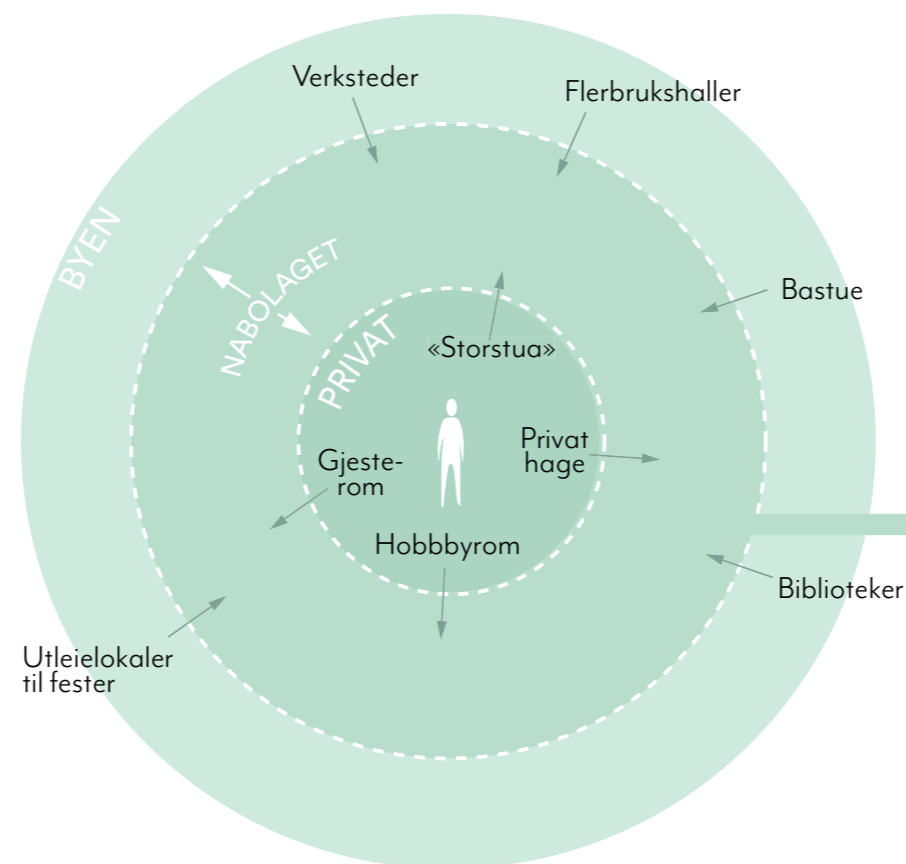 Verksteder
Flerbrukshaller
BYEN
NABOLAGET
Bastue
PRIVAT
«Storstua»
Privat
hage
Gjeste-
rom
Hobbbyrom
Biblioteker
Utleielokaler
til fester